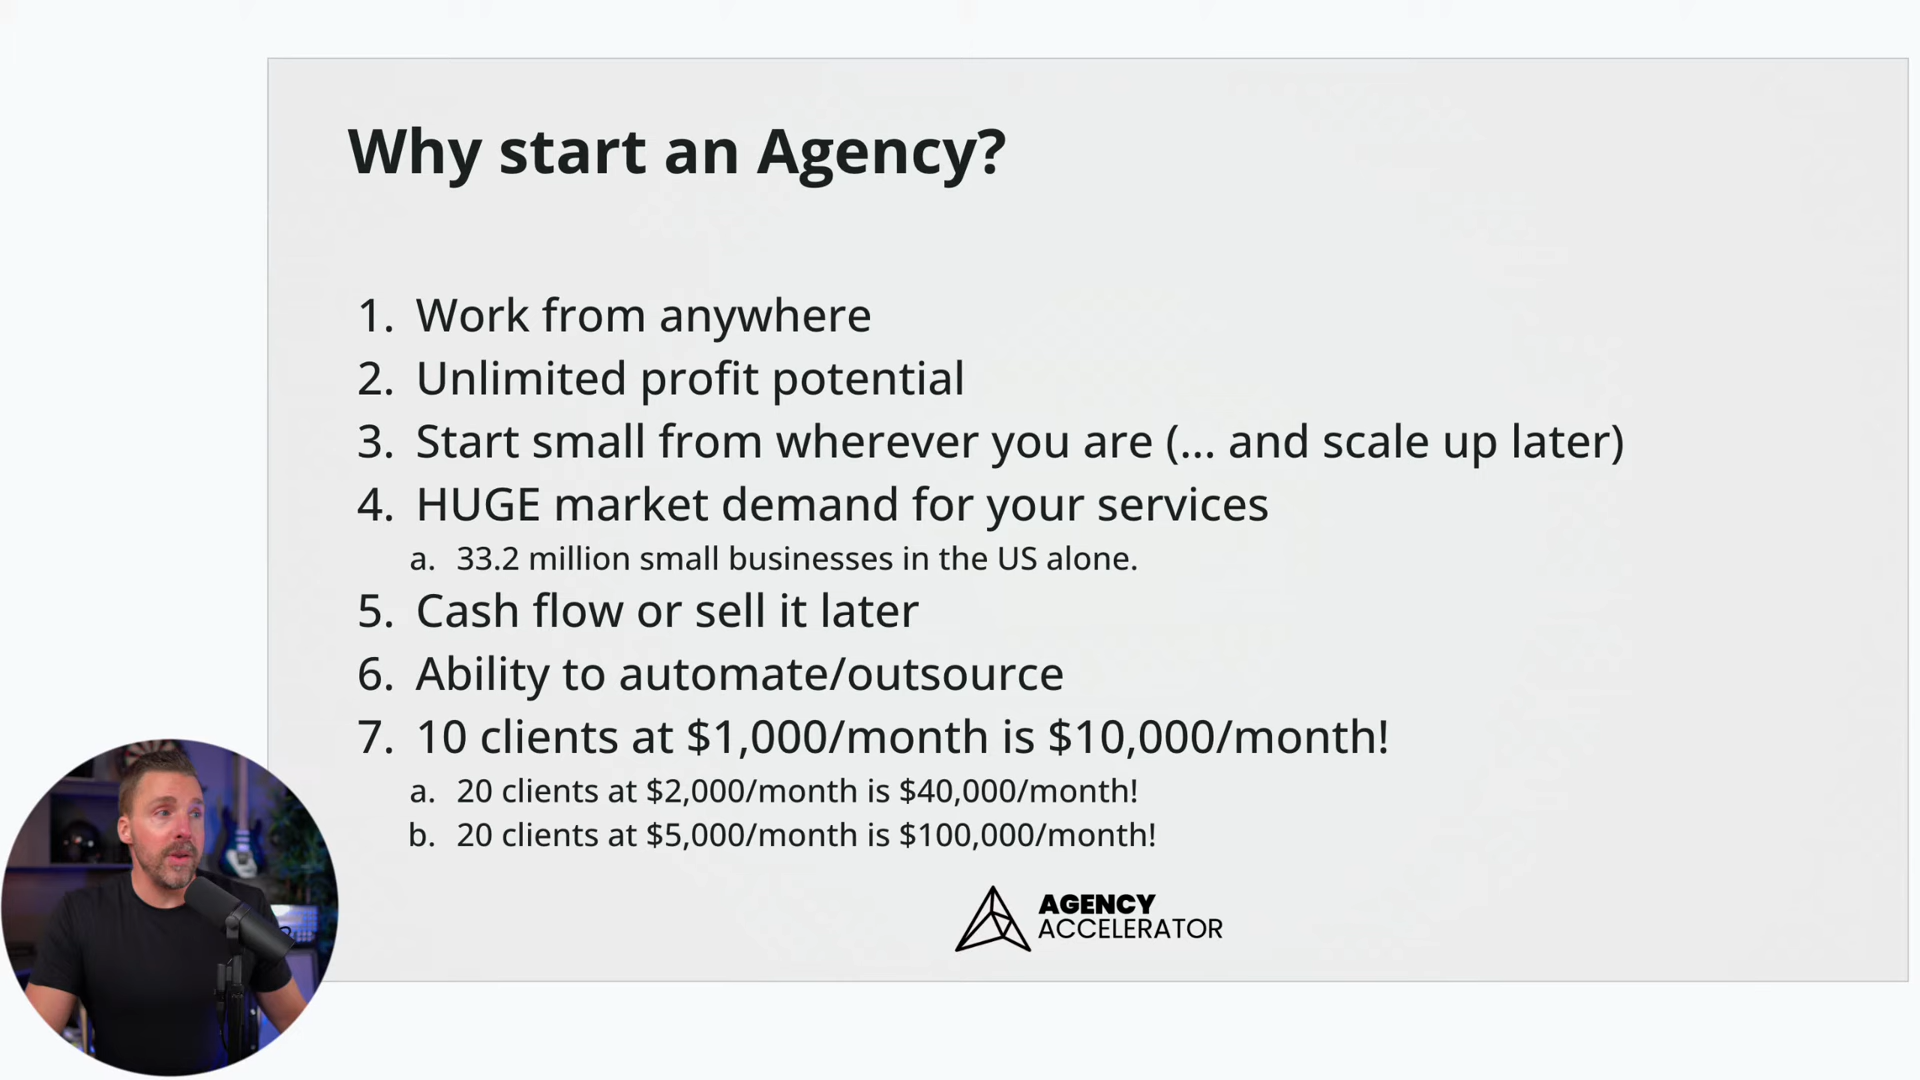 Why start an Agency?
1. Work from anywhere
2. Unlimited profit potential
3. Start small from wherever you are (... and scale up later)
4. HUGE market demand for your services
a. 33.2 million small businesses in the US alone.
5. Cash flow or sell it later
6. Ability to automate/outsource
7. 10 clients at $1,000/month is $10,000/month!
a. 20 clients at $2,000/month is $40,000/month!
b. 20 clients at $5,000/month is $100,000/month!
AGENCY
ACCELERATOR